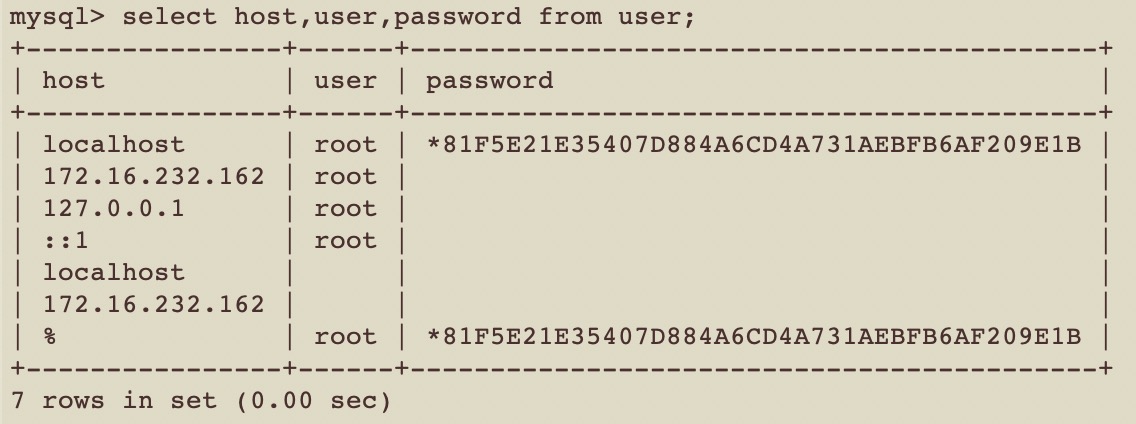 mysql> select host,user,password from user;
+----------------+------+-------------------------------------------+
| host           | user | password                                  |
+----------------+------+-------------------------------------------+
| localhost      | root | *81F5E21E35407D884A6CD4A731AEBFB6AF209E1B |
| 172.16.232.162 | root |                                           |
| 127.0.0.1      | root |                                           |
| ::1            | root |                                           |
| localhost      |      |                                           |
| 172.16.232.162 |      |                                           |
| %              | root | *81F5E21E35407D884A6CD4A731AEBFB6AF209E1B |
+----------------+------+-------------------------------------------+
7 rows in set (0.00 sec)